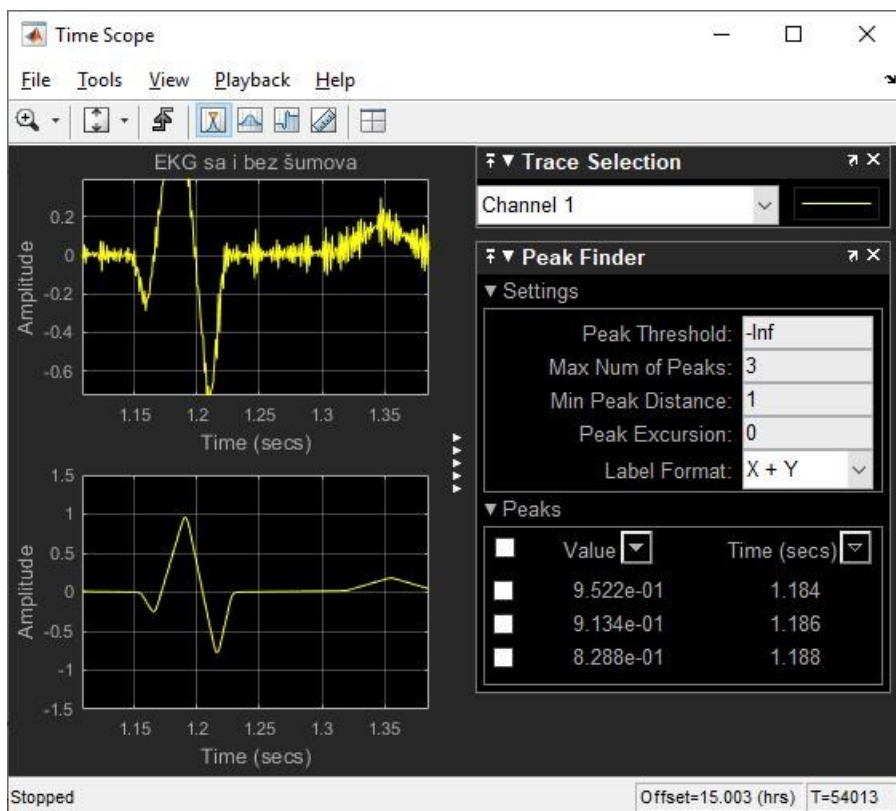 Time Scope
File Tools View Playback Help
EKG sa i bez šumova
Amplitude
0.2
0
-0.2
-0.4
-0.6
1.15 1.2 1.25 1.3 1.35
Time (secs)
Amplitude
1.5
1
0.5
0
-0.5
-1
-1.5
1.15 1.2 1.25 1.3 1.35
Time (secs)
Trace Selection
Channel 1
Peak Finder
Settings
Peak Threshold: -Inf
Max Num of Peaks: 3
Min Peak Distance: 1
Peak Excursion: 0
Label Format: X + Y
Peaks
Value Time (secs)
9.522e-01 1.184
9.134e-01 1.186
8.288e-01 1.188
Stopped Offset=15.003 (hrs) T=54013